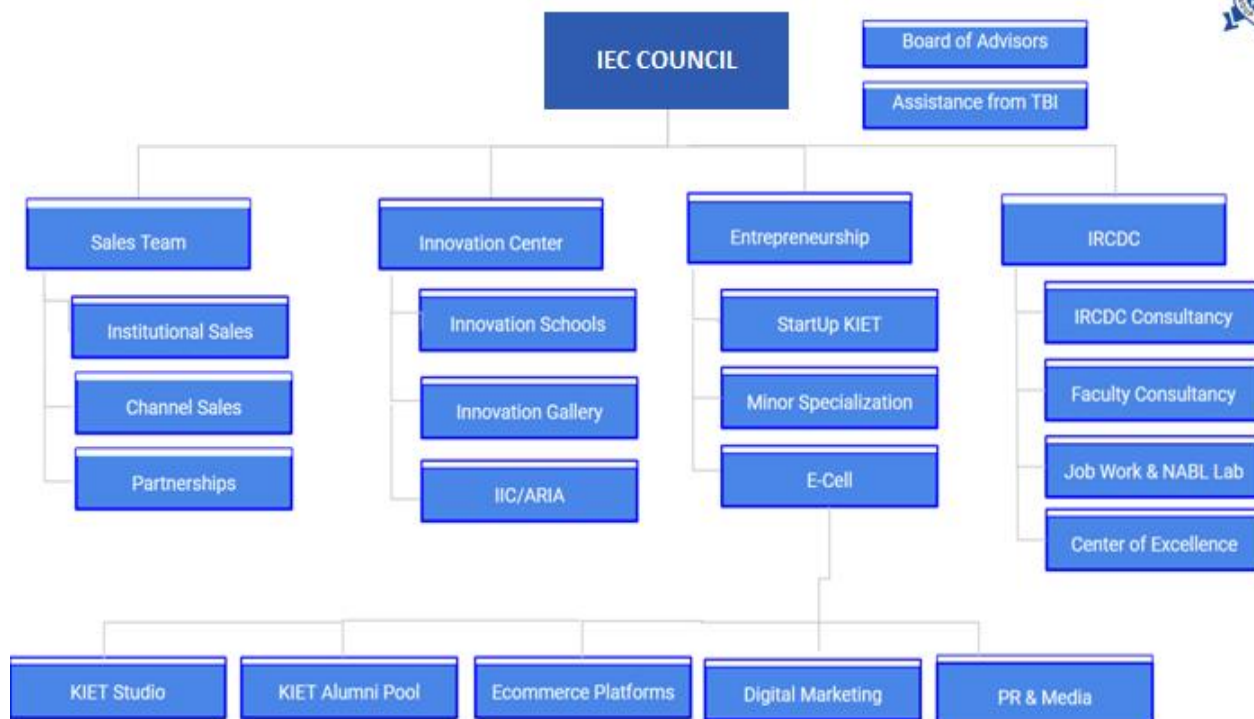 IEC COUNCIL
Board of Advisors
Assistance from TBI
Sales Team
Innovation Center
Entrepreneurship
IRCDC
Institutional Sales
Innovation Schools
StartUp KIET
IRCDC Consultancy
Channel Sales
Innovation Gallery
Minor Specialization
Faculty Consultancy
Partnerships
IIC/ARIA
E-Cell
Job Work & NABL Lab
Center of Excellence
KIET Studio
KIET Alumni Pool
Ecommerce Platforms
Digital Marketing
PR & Media